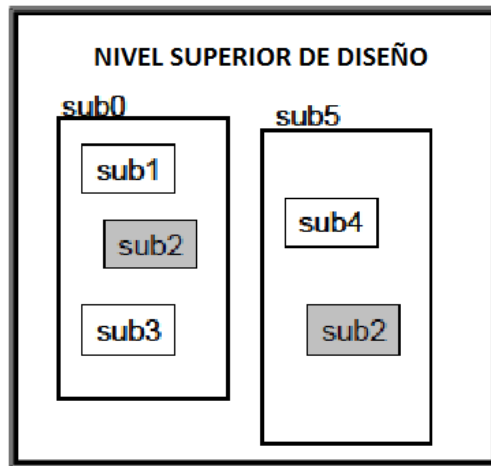 NIVEL SUPERIOR DE DISEÑO
sub0
sub1
sub2
sub3
sub5
sub4
sub2